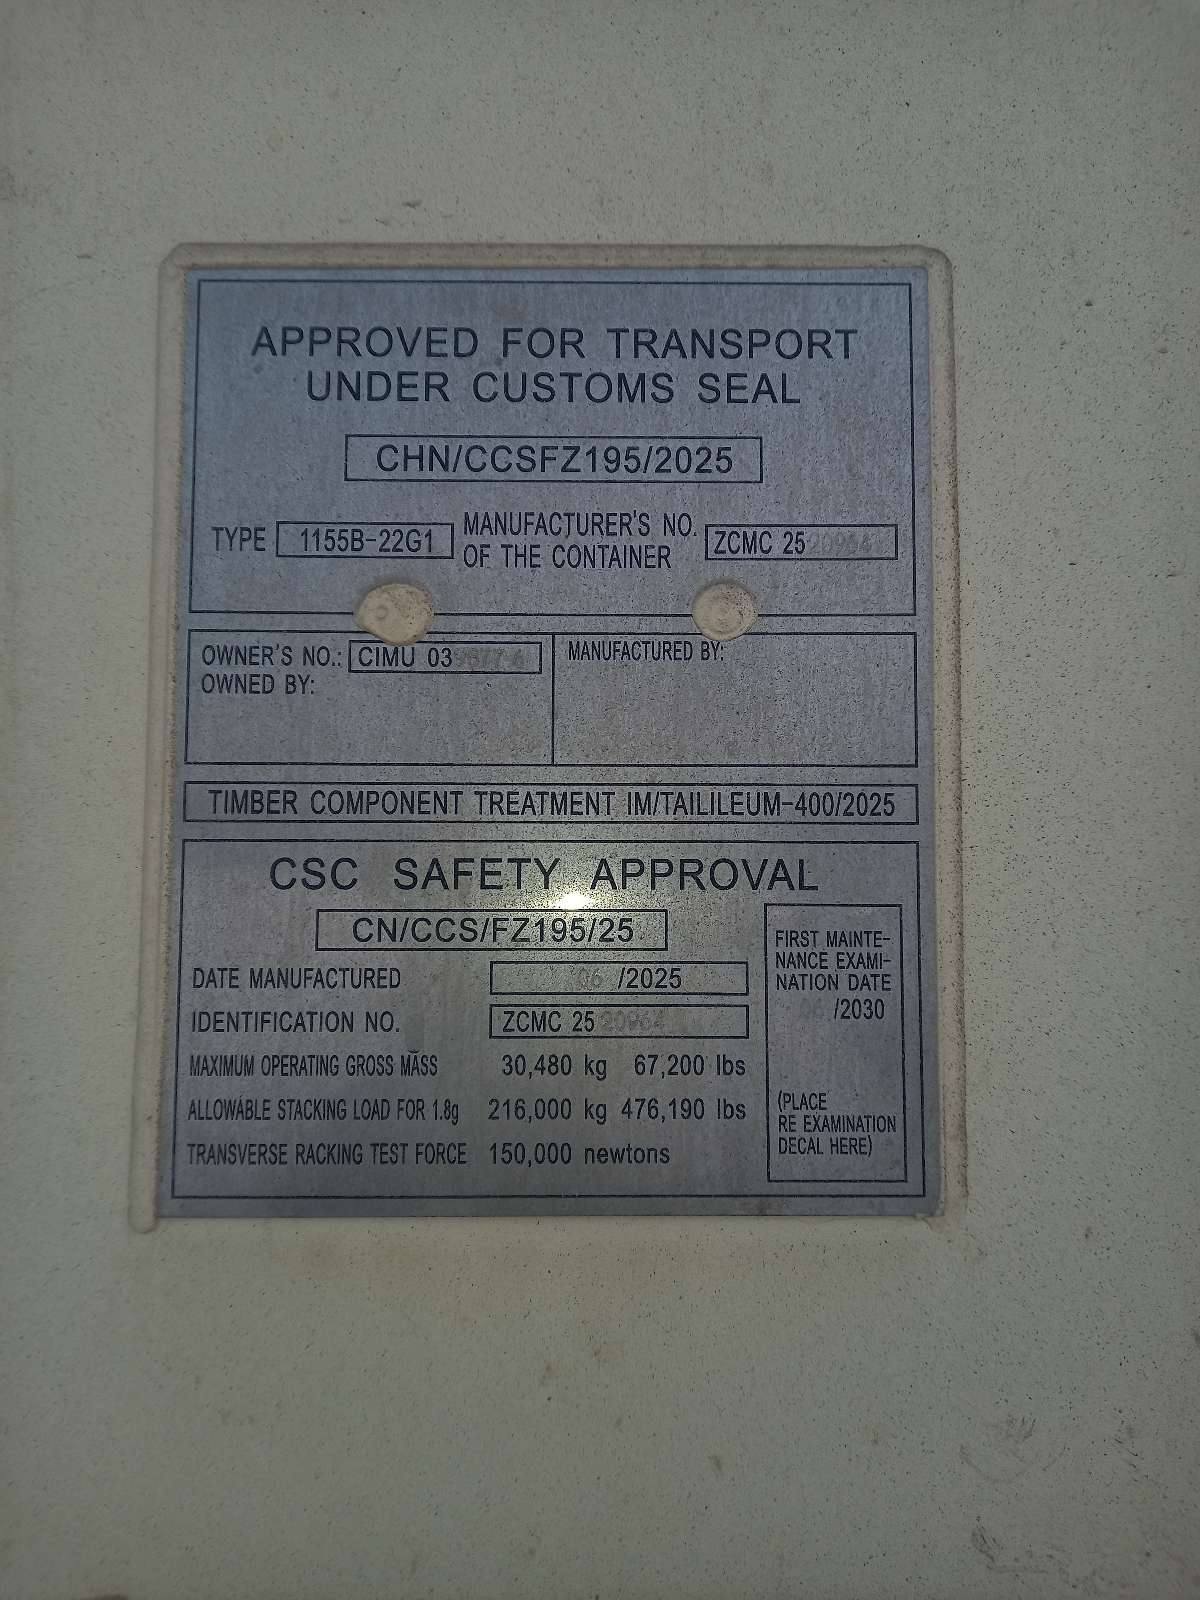 APPROVED FOR TRANSPORT
UNDER CUSTOMS SEAL
CHN/CCSFZ195/2025
TYPE 1155B-22G1 MANUFACTURER'S NO. OF THE CONTAINER ZCMC 2520964
OWNER'S NO.: CIMU 03
OWNED BY:
MANUFACTURED BY:
TIMBER COMPONENT TREATMENT IM/TAILILEUM-400/2025
CSC SAFETY APPROVAL
CN/CCS/FZ195/25
DATE MANUFACTURED 06 /2025
IDENTIFICATION NO. ZCMC 2520964
MAXIMUM OPERATING GROSS MASS 30,480 kg 67,200 lbs
ALLOWABLE STACKING LOAD FOR 1.8g 216,000 kg 476,190 lbs
TRANSVERSE RACKING TEST FORCE 150,000 newtons
FIRST MAINTE-
NANCE EXAMI-
NATION DATE
06 /2030
(PLACE
RE EXAMINATION
DECAL HERE)